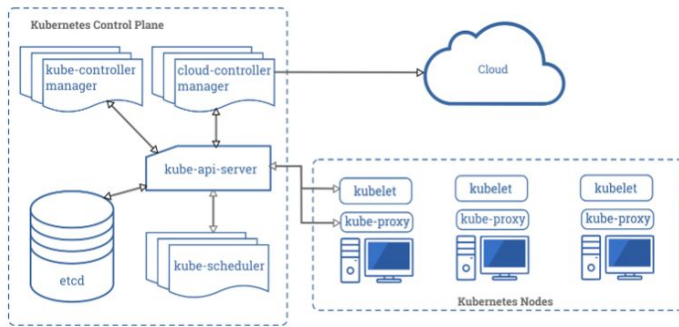 Kubernetes Control Plane
kube-controller
manager
cloud-controller
manager
Cloud
kube-api-server
kubelet
kubelet
kubelet
kube-proxy
kube-proxy
kube-proxy
etcd
kube-scheduler
Kubernetes Nodes